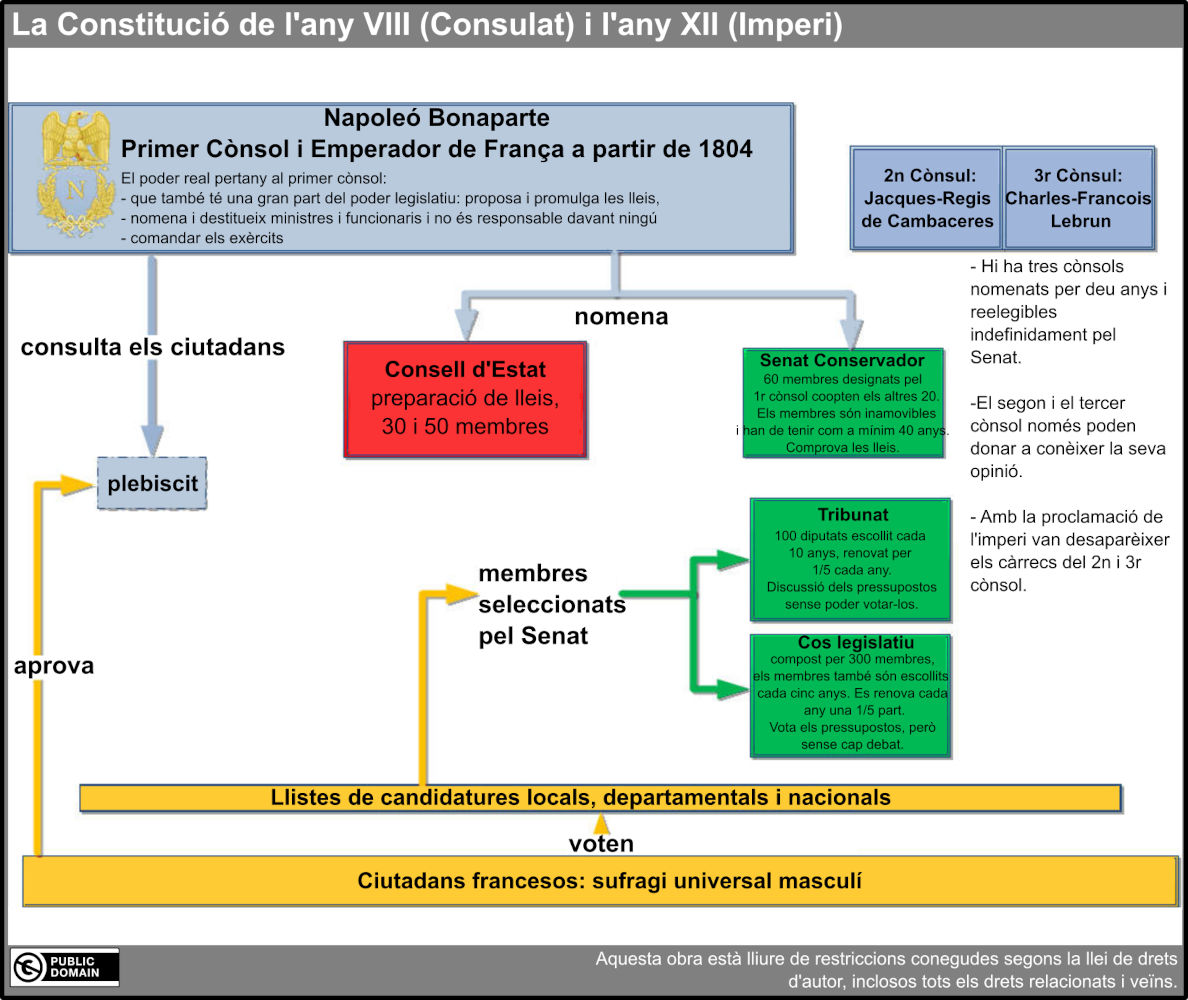 La Constitució de l'any VIII (Consulat) i l'any XII (Imperi)
Napoleó Bonaparte
Primer Cònsol i Emperador de França a partir de 1804
El poder real pertany al primer cònsol:
- que també té una gran part del poder legislatiu: proposa i promulga les lleis,
- nomena i destitueix ministres i funcionaris i no és responsable davant ningú
- comandar els exèrcits
N
2n Cònsul:
Jacques-Regis
de Cambaceres
3r Cònsul:
Charles-Francois
Lebrun
- Hi ha tres cònsols
nomenats per deu anys i
reelegibles
indefinidament pel
Senat.
-El segon i el tercer
cònsol només poden
donar a conèixer la seva
opinió.
- Amb la proclamació de
l'imperi van desaparèixer
els càrrecs del 2n i 3r
cònsol.
consulta els ciutadans
nomena
Consell d'Estat
preparació de lleis,
30 i 50 membres
Senat Conservador
60 membres designats pel
1r cònsol coopten els altres 20.
Els membres són inamovibles
i han de tenir com a mínim 40 anys.
Comprova les lleis.
plebiscit
membres
seleccionats
pel Senat
Tribunat
100 diputats escollit cada
10 anys, renovat per
1/5 cada any.
Discussió dels pressupostos
sense poder votar-los.
Cos legislatiu
compost per 300 membres,
els membres també són escollits
cada cinc anys. Es renova cada
any una 1/5 part.
Vota els pressupostos, però
sense cap debat.
aprova
Llistes de candidatures locals, departamentals i nacionals
voten
Ciutadans francesos: sufragi universal masculí
PUBLIC
DOMAIN
Aquesta obra està lliure de restriccions conegudes segons la llei de drets
d'autor, inclosos tots els drets relacionats i veïns.